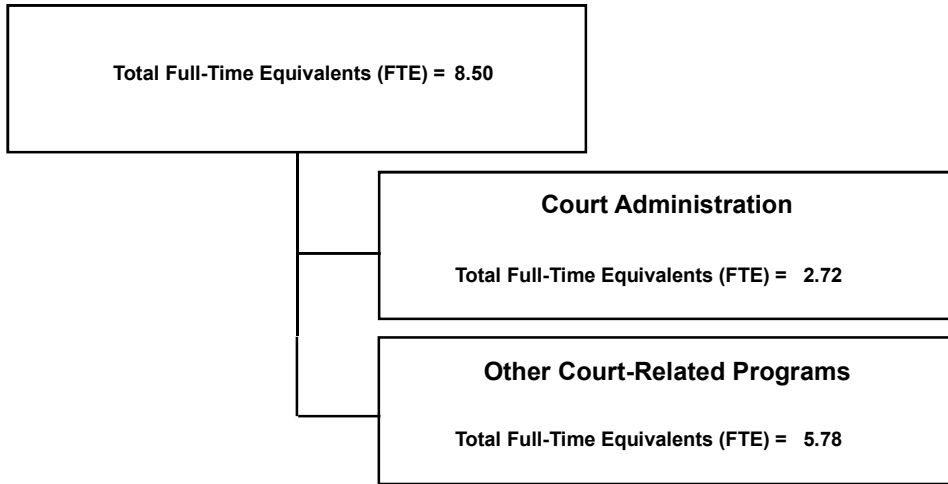 Total Full-Time Equivalents (FTE) = 8.50
Court Administration
Total Full-Time Equivalents (FTE) = 2.72
Other Court-Related Programs
Total Full-Time Equivalents (FTE) = 5.78